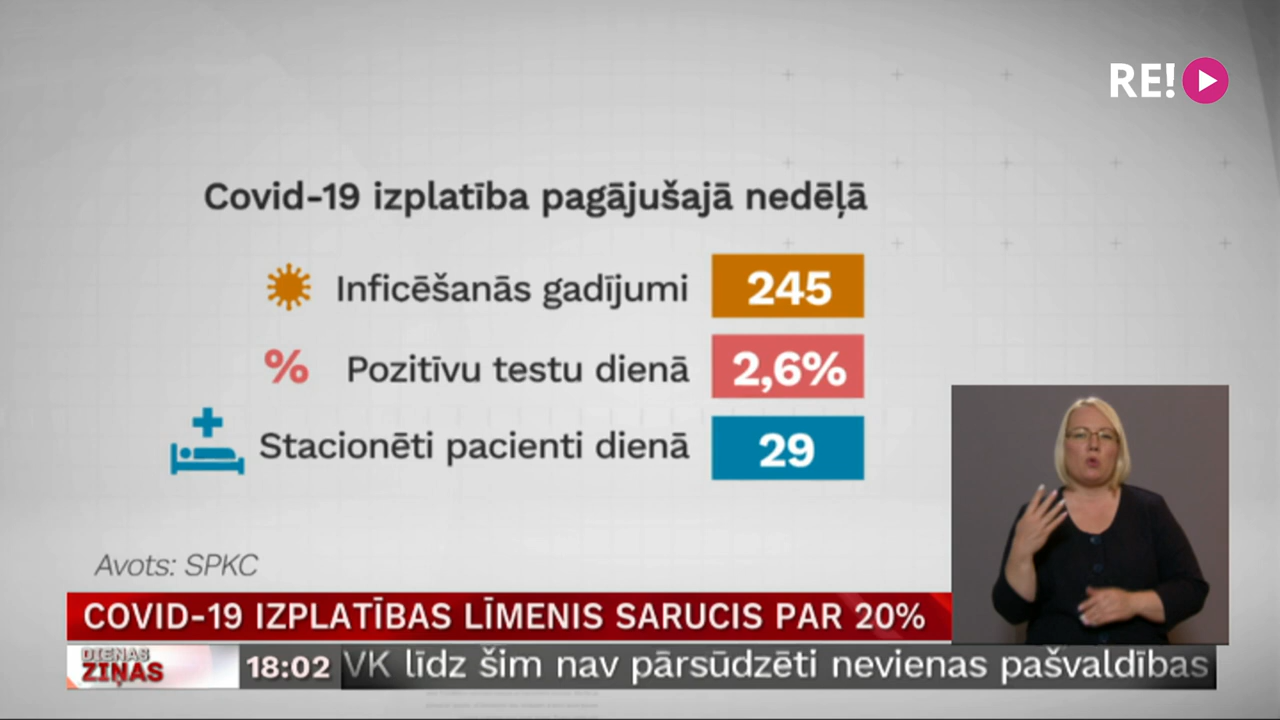 RE!
Covid-19 izplatība pagājušajā nedēļā
Inficēšanās gadījumi 245
% Pozitīvu testu dienā 2,6%
Stacionēti pacienti dienā 29
Avots: SPKC
COVID-19 IZPLATĪBAS LĪMENIS SARUCIS PAR 20%
DIENAS
ZIŅAS
18:02 VK līdz šim nav pārsūdzēti nevienas pašvaldības